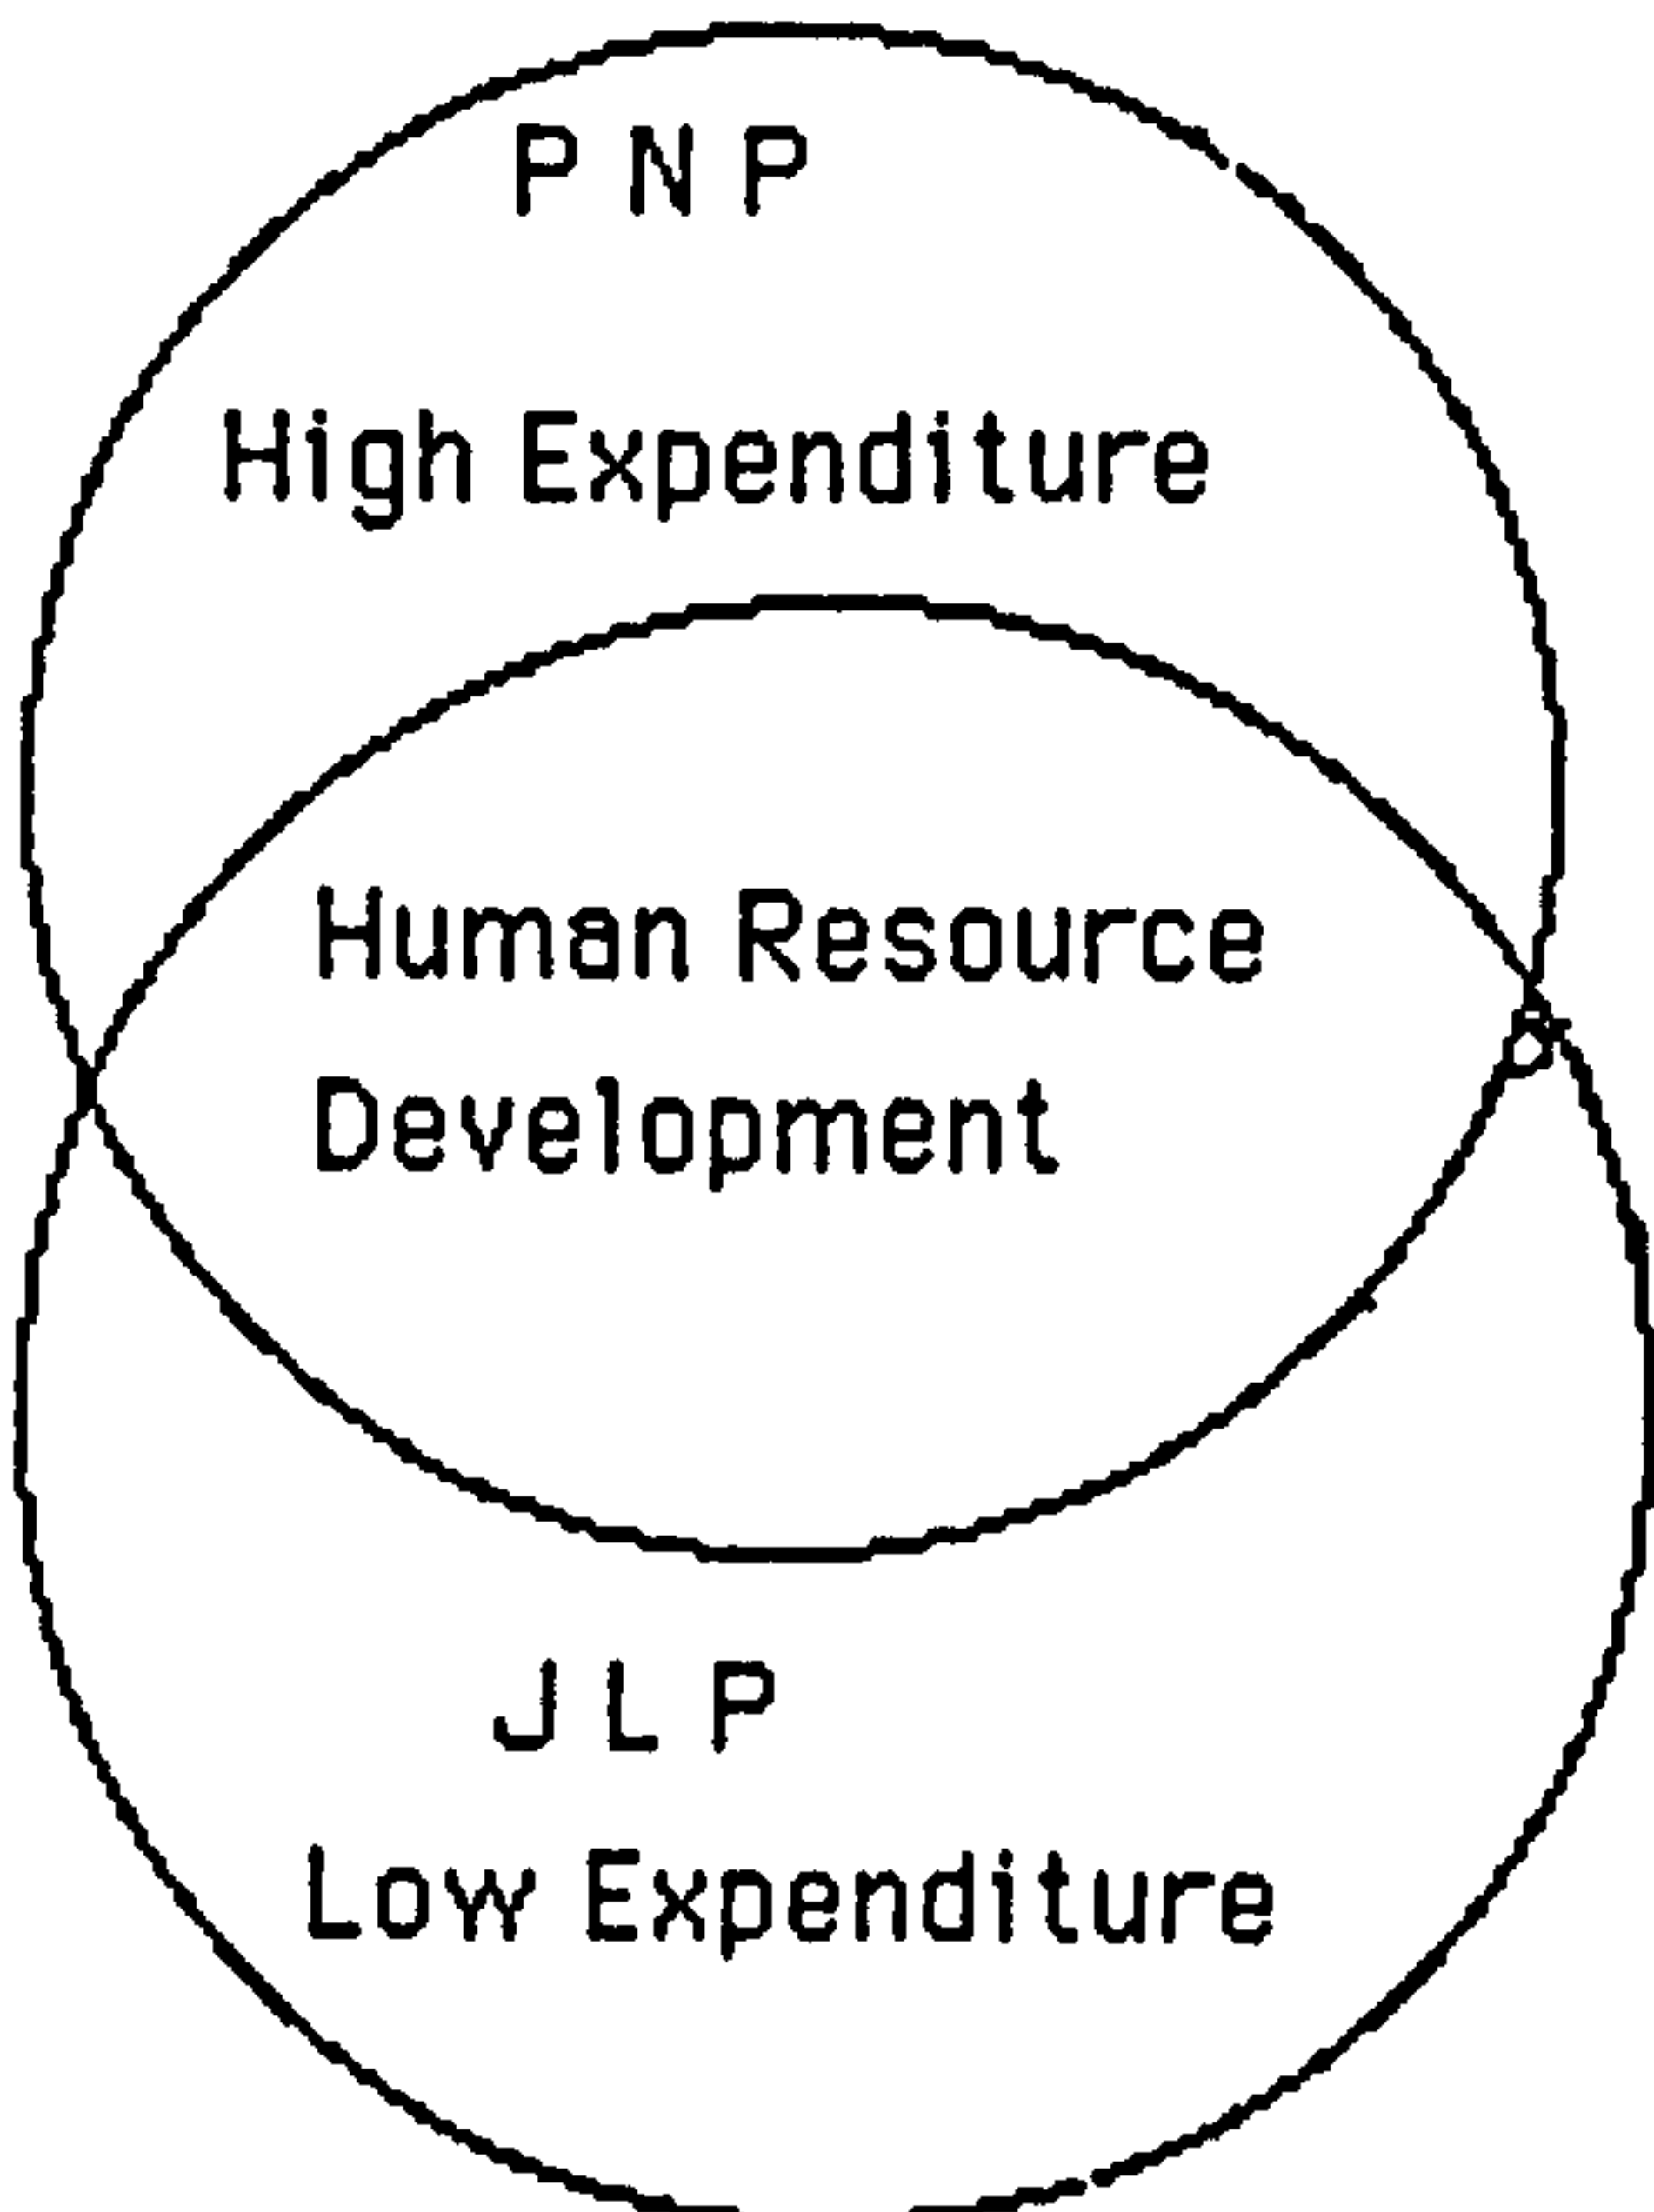 P N P
High Expenditure
Human Resource
Development
J L P
Low Expenditure